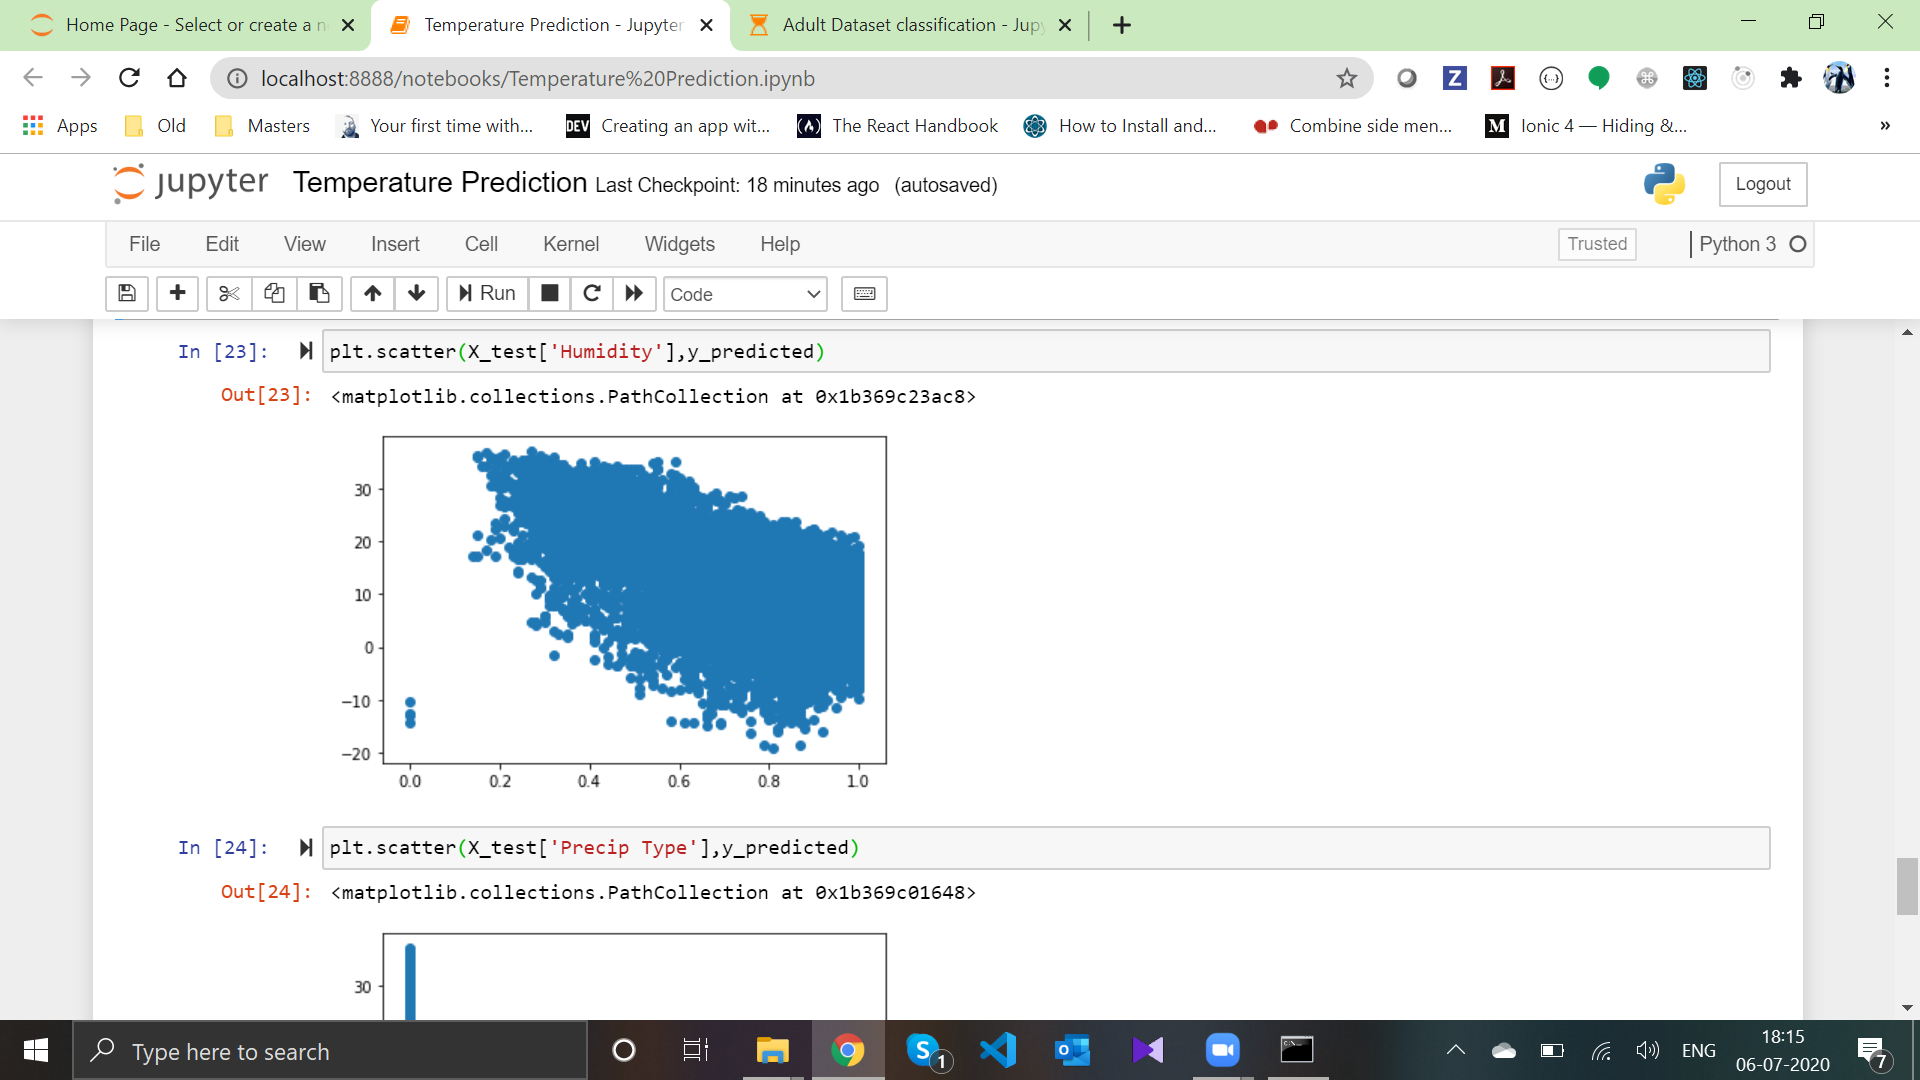 Home Page - Select or create a n
Temperature Prediction - Jupyter
Adult Dataset classification - Jupy
localhost:8888/notebooks/Temperature%20Prediction.ipynb
Apps
Old
Masters
Your first time with...
DEV Creating an app wit...
The React Handbook
How to Install and...
Combine side men...
M Ionic 4 — Hiding &...
»
jupyter Temperature Prediction Last Checkpoint: 18 minutes ago (autosaved)
Logout
File Edit View Insert Cell Kernel Widgets Help
Trusted
Python 3
Run
Code
In [23]: plt.scatter(X_test['Humidity'],y_predicted)
Out[23]: <matplotlib.collections.PathCollection at 0x1b369c23ac8>
30
20
10
0
−10
−20
0.0 0.2 0.4 0.6 0.8 1.0
In [24]: plt.scatter(X_test['Precip Type'],y_predicted)
Out[24]: <matplotlib.collections.PathCollection at 0x1b369c01648>
30
Type here to search
1
ENG
18:15
06-07-2020
7